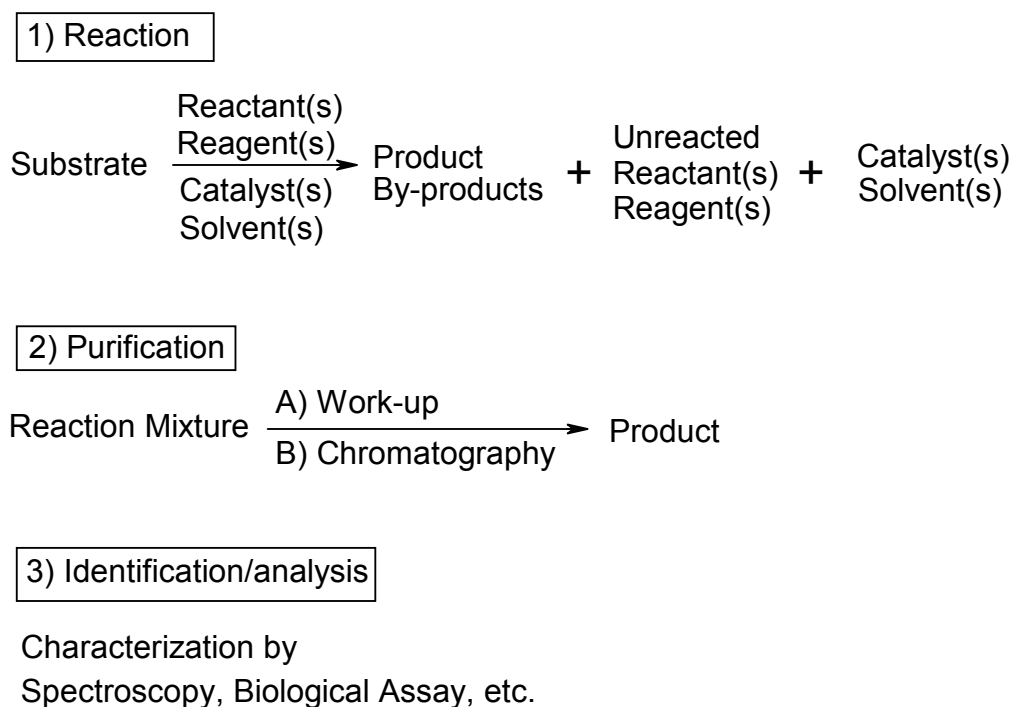 1) Reaction
Substrate
Reactant(s)
Reagent(s)
Catalyst(s)
Solvent(s)
Product
By-products
+
Unreacted
Reactant(s)
Reagent(s)
+
Catalyst(s)
Solvent(s)
2) Purification
Reaction Mixture
A) Work-up
B) Chromatography
Product
3) Identification/analysis
Characterization by
Spectroscopy, Biological Assay, etc.